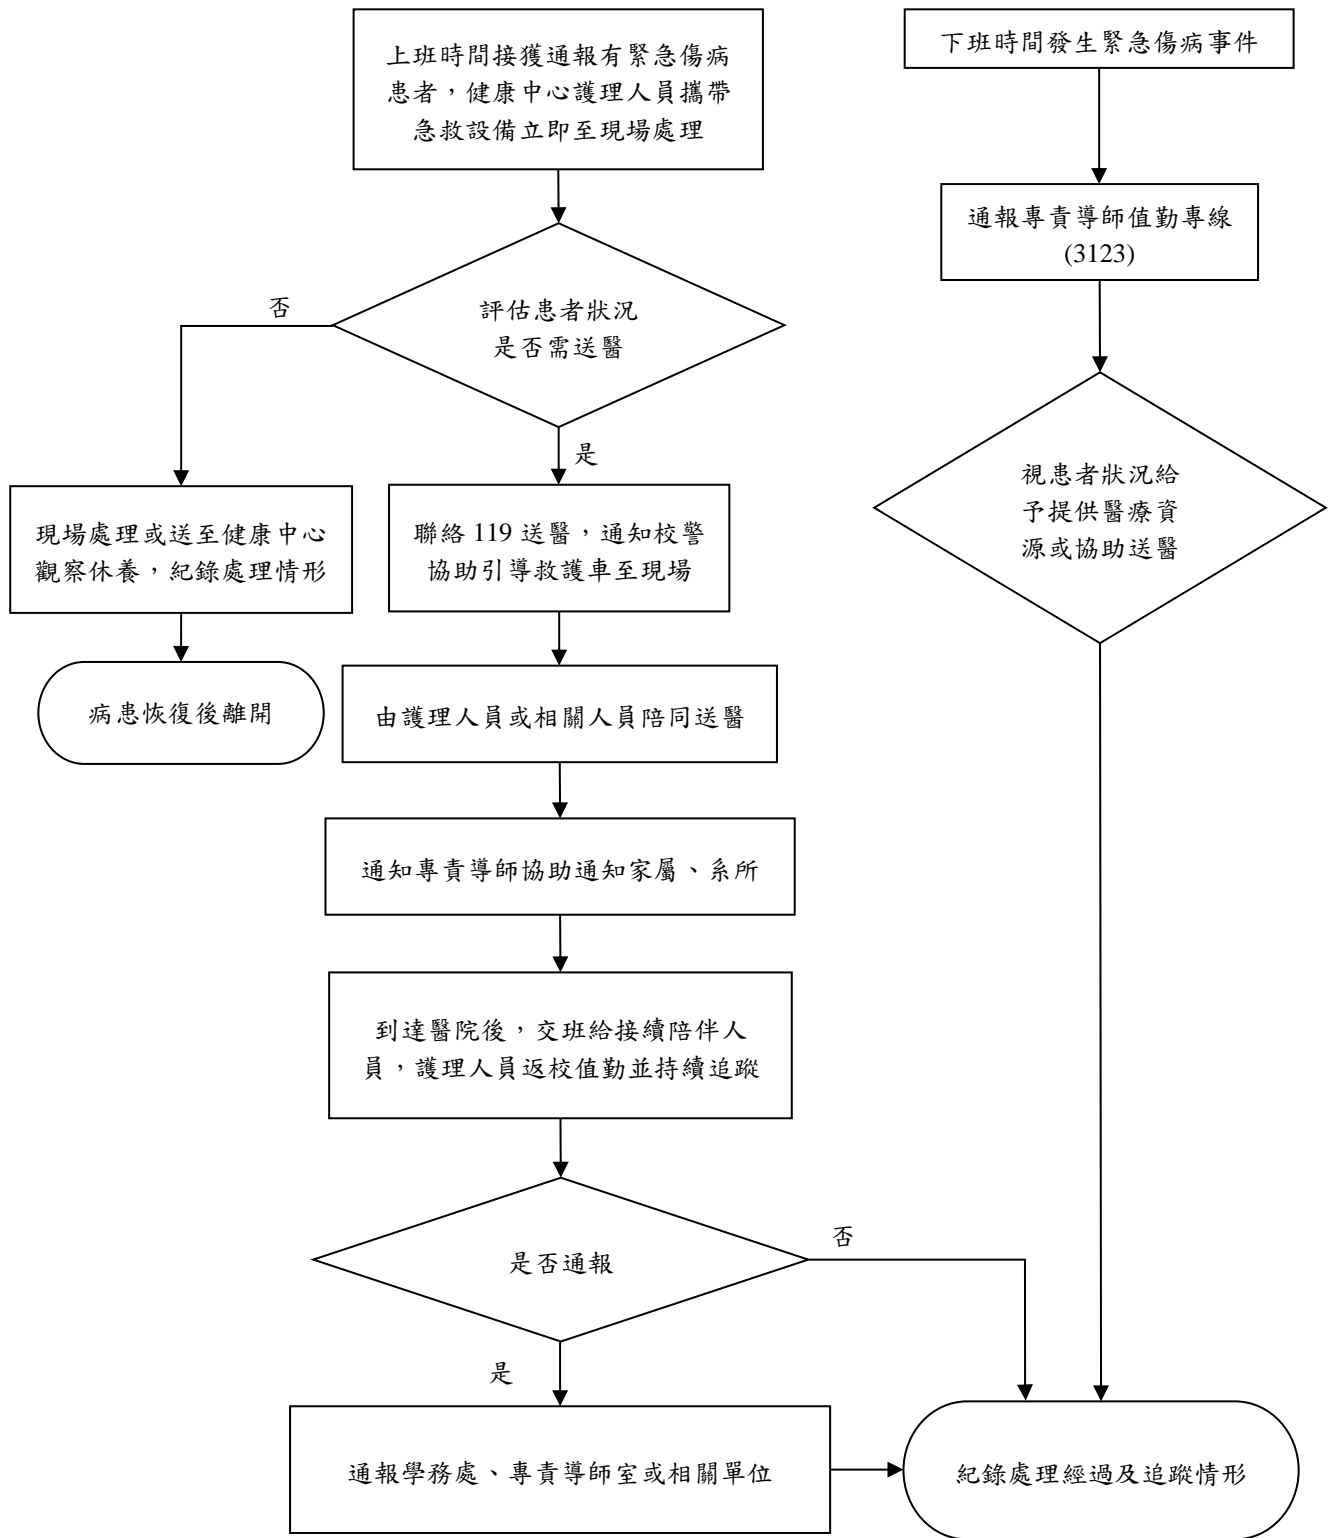 上班時間接獲通報有緊急傷病
患者，健康中心護理人員攜帶
急救設備立即至現場處理
下班時間發生緊急傷病事件
通報專責導師值勤專線
(3123)
否
評估患者狀況
是否需送醫
是
視患者狀況給
予提供醫療資
源或協助送醫
現場處理或送至健康中心
觀察休養，紀錄處理情形
聯絡 119 送醫，通知校警
協助引導救護車至現場
病患恢復後離開
由護理人員或相關人員陪同送醫
通知專責導師協助通知家屬、系所
到達醫院後，交班給接續陪伴人
員，護理人員返校值勤並持續追蹤
否
是否通報
是
通報學務處、專責導師室或相關單位
紀錄處理經過及追蹤情形